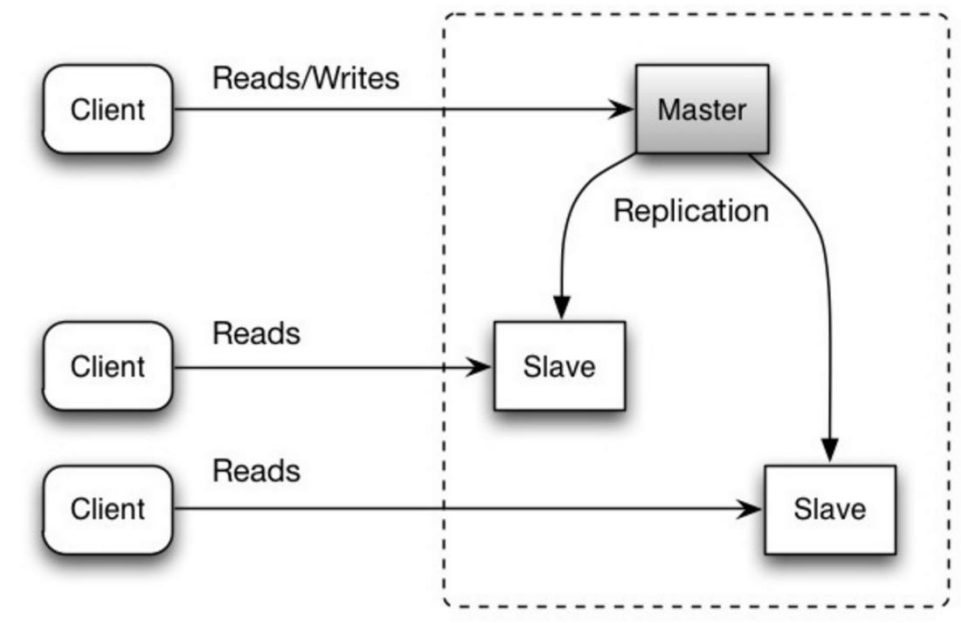 Client
Reads/Writes
Master
Replication
Client
Reads
Slave
Client
Reads
Slave